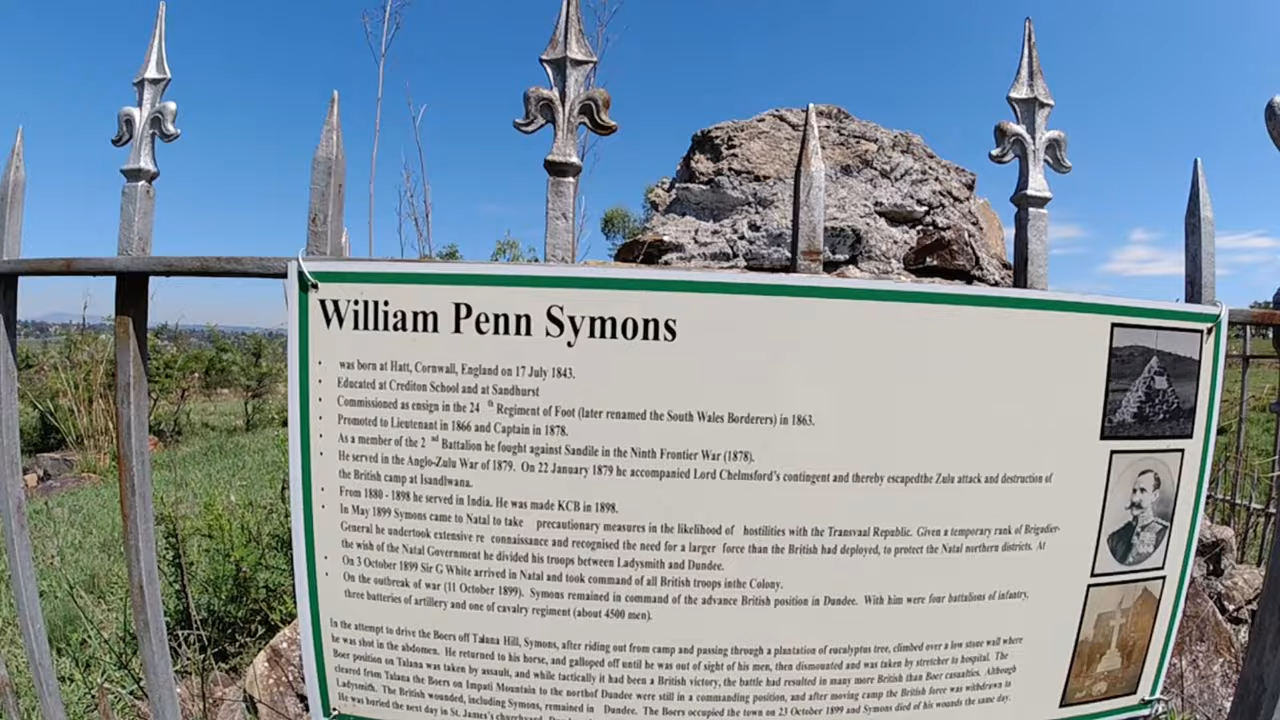 William Penn Symons
• was born at Hatt, Cornwall, England on 17 July 1843.
• Educated at Crediton School and at Sandhurst
• Commissioned as ensign in the 24 th Regiment of Foot (later renamed the South Wales Borderers) in 1863.
• Promoted to Lieutenant in 1866 and Captain in 1878.
• As a member of the 2 nd Battalion he fought against Sandile in the Ninth Frontier War (1878).
• He served in the Anglo-Zulu War of 1879. On 22 January 1879 he accompanied Lord Chelmsford's contingent and thereby escapedthe Zulu attack and destruction of
the British camp at Isandlwana.
• From 1880 - 1898 he served in India. He was made KCB in 1898.
• In May 1899 Symons came to Natal to take precautionary measures in the likelihood of hostilities with the Transvaal Republic. Given a temporary rank of Brigadier-
General he undertook extensive re connaissance and recognised the need for a larger force than the British had deployed, to protect the Natal northern districts. At
the wish of the Natal Government he divided his troops between Ladysmith and Dundee.
• On 3 October 1899 Sir G White arrived in Natal and took command of all British troops inthe Colony.
• On the outbreak of war (11 October 1899). Symons remained in command of the advance British position in Dundee. With him were four battalions of infantry,
three batteries of artillery and one of cavalry regiment (about 4500 men).
In the attempt to drive the Boers off Talana Hill, Symons, after riding out from camp and passing through a plantation of eucalyptus tree, climbed over a low stone wall where
he was shot in the abdomen. He returned to his horse, and galloped off until he was out of sight of his men, then dismounted and was taken by stretcher to hospital. The
Boer position on Talana was taken by assault, and while tactically it had been a British victory, the battle had resulted in many more British than Boer casualties. Although
cleared from Talana the Boers on Impati Mountain to the northof Dundee were still in a commanding position, and after moving camp the British force was withdrawn to
Ladysmith. The British wounded, including Symons, remained in Dundee. The Boers occupied the town on 23 October 1899 and Symons died of his wounds the same day.
He was buried the next day in St. James's churchyard,